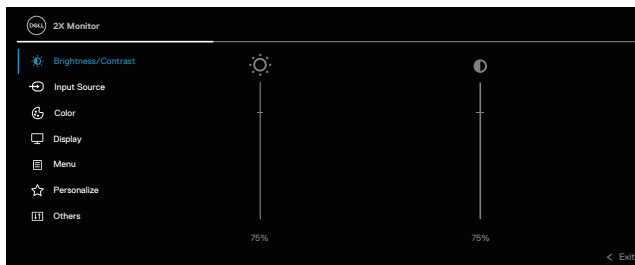 DELL 2X Monitor
Brightness/Contrast
Input Source
Color
Display
Menu
Personalize
Others
75% 75%
< Exit